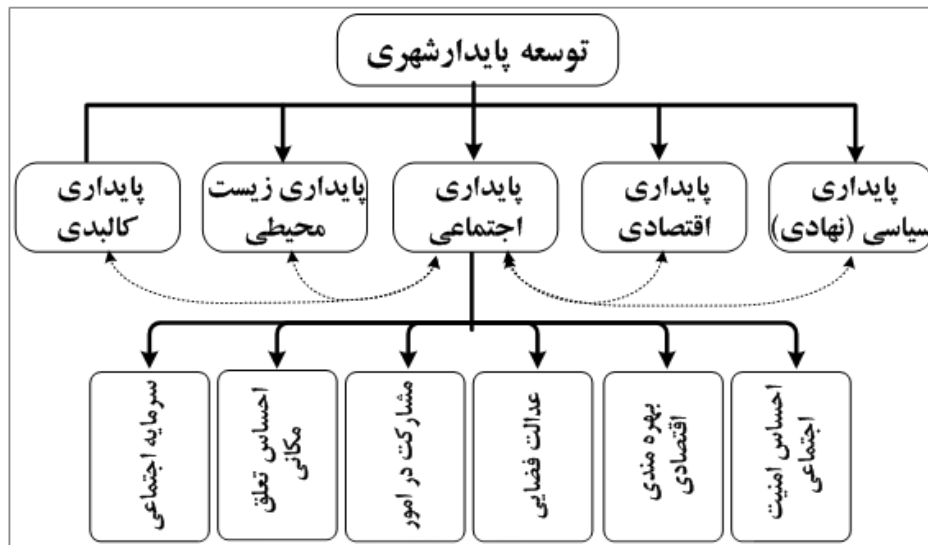 توسعه پایدارشهری
پایداری
سیاسی (نهادی)
پایداری
اقتصادی
پایداری
اجتماعی
پایداری زیست
محیطی
پایداری
کالبدی
احساس امنیت
اجتماعی
بهره مندی
اقتصادی
عدالت فضایی
مشارکت در امور
احساس تعلق
مکانی
سرمایه اجتماعی